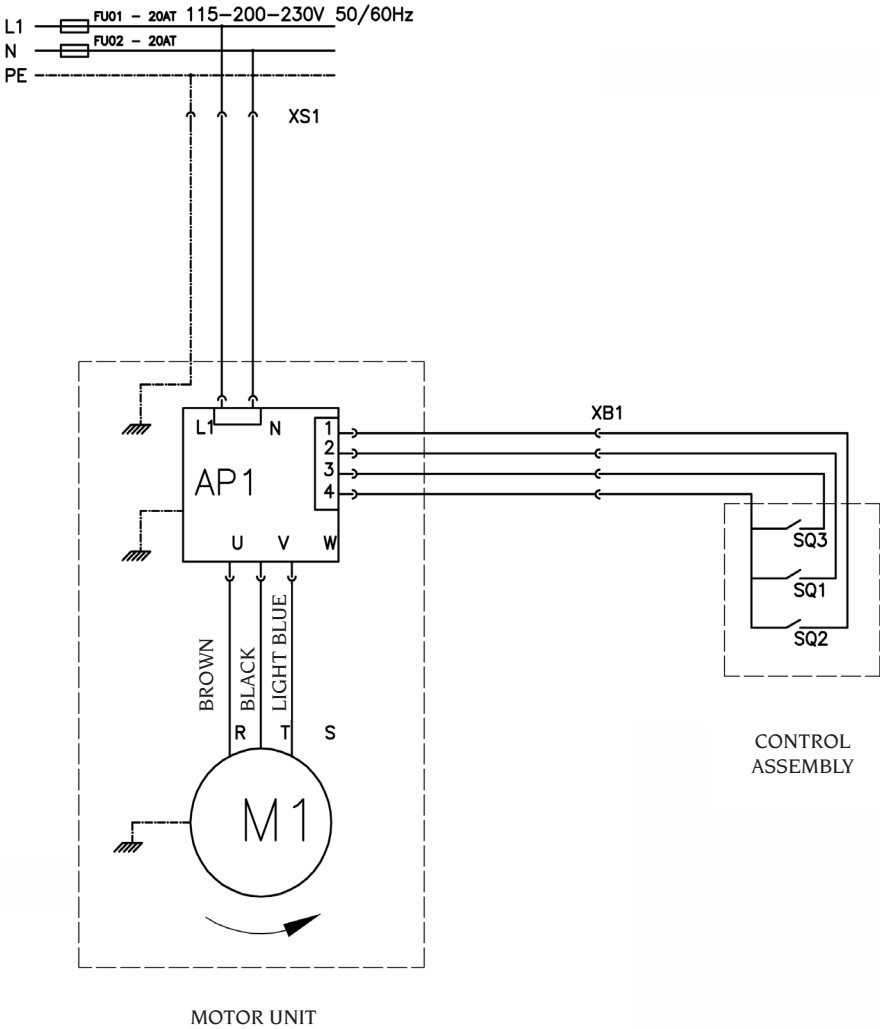 L1 FU01 - 20AT 115-200-230V 50/60Hz
N FU02 - 20AT
PE
XS1
XB1
L1 N 1
2
3
AP1 4
U V W
SQ3
SQ1
SQ2
BROWN
BLACK
LIGHT BLUE
R T S
CONTROL
ASSEMBLY
M1
MOTOR UNIT